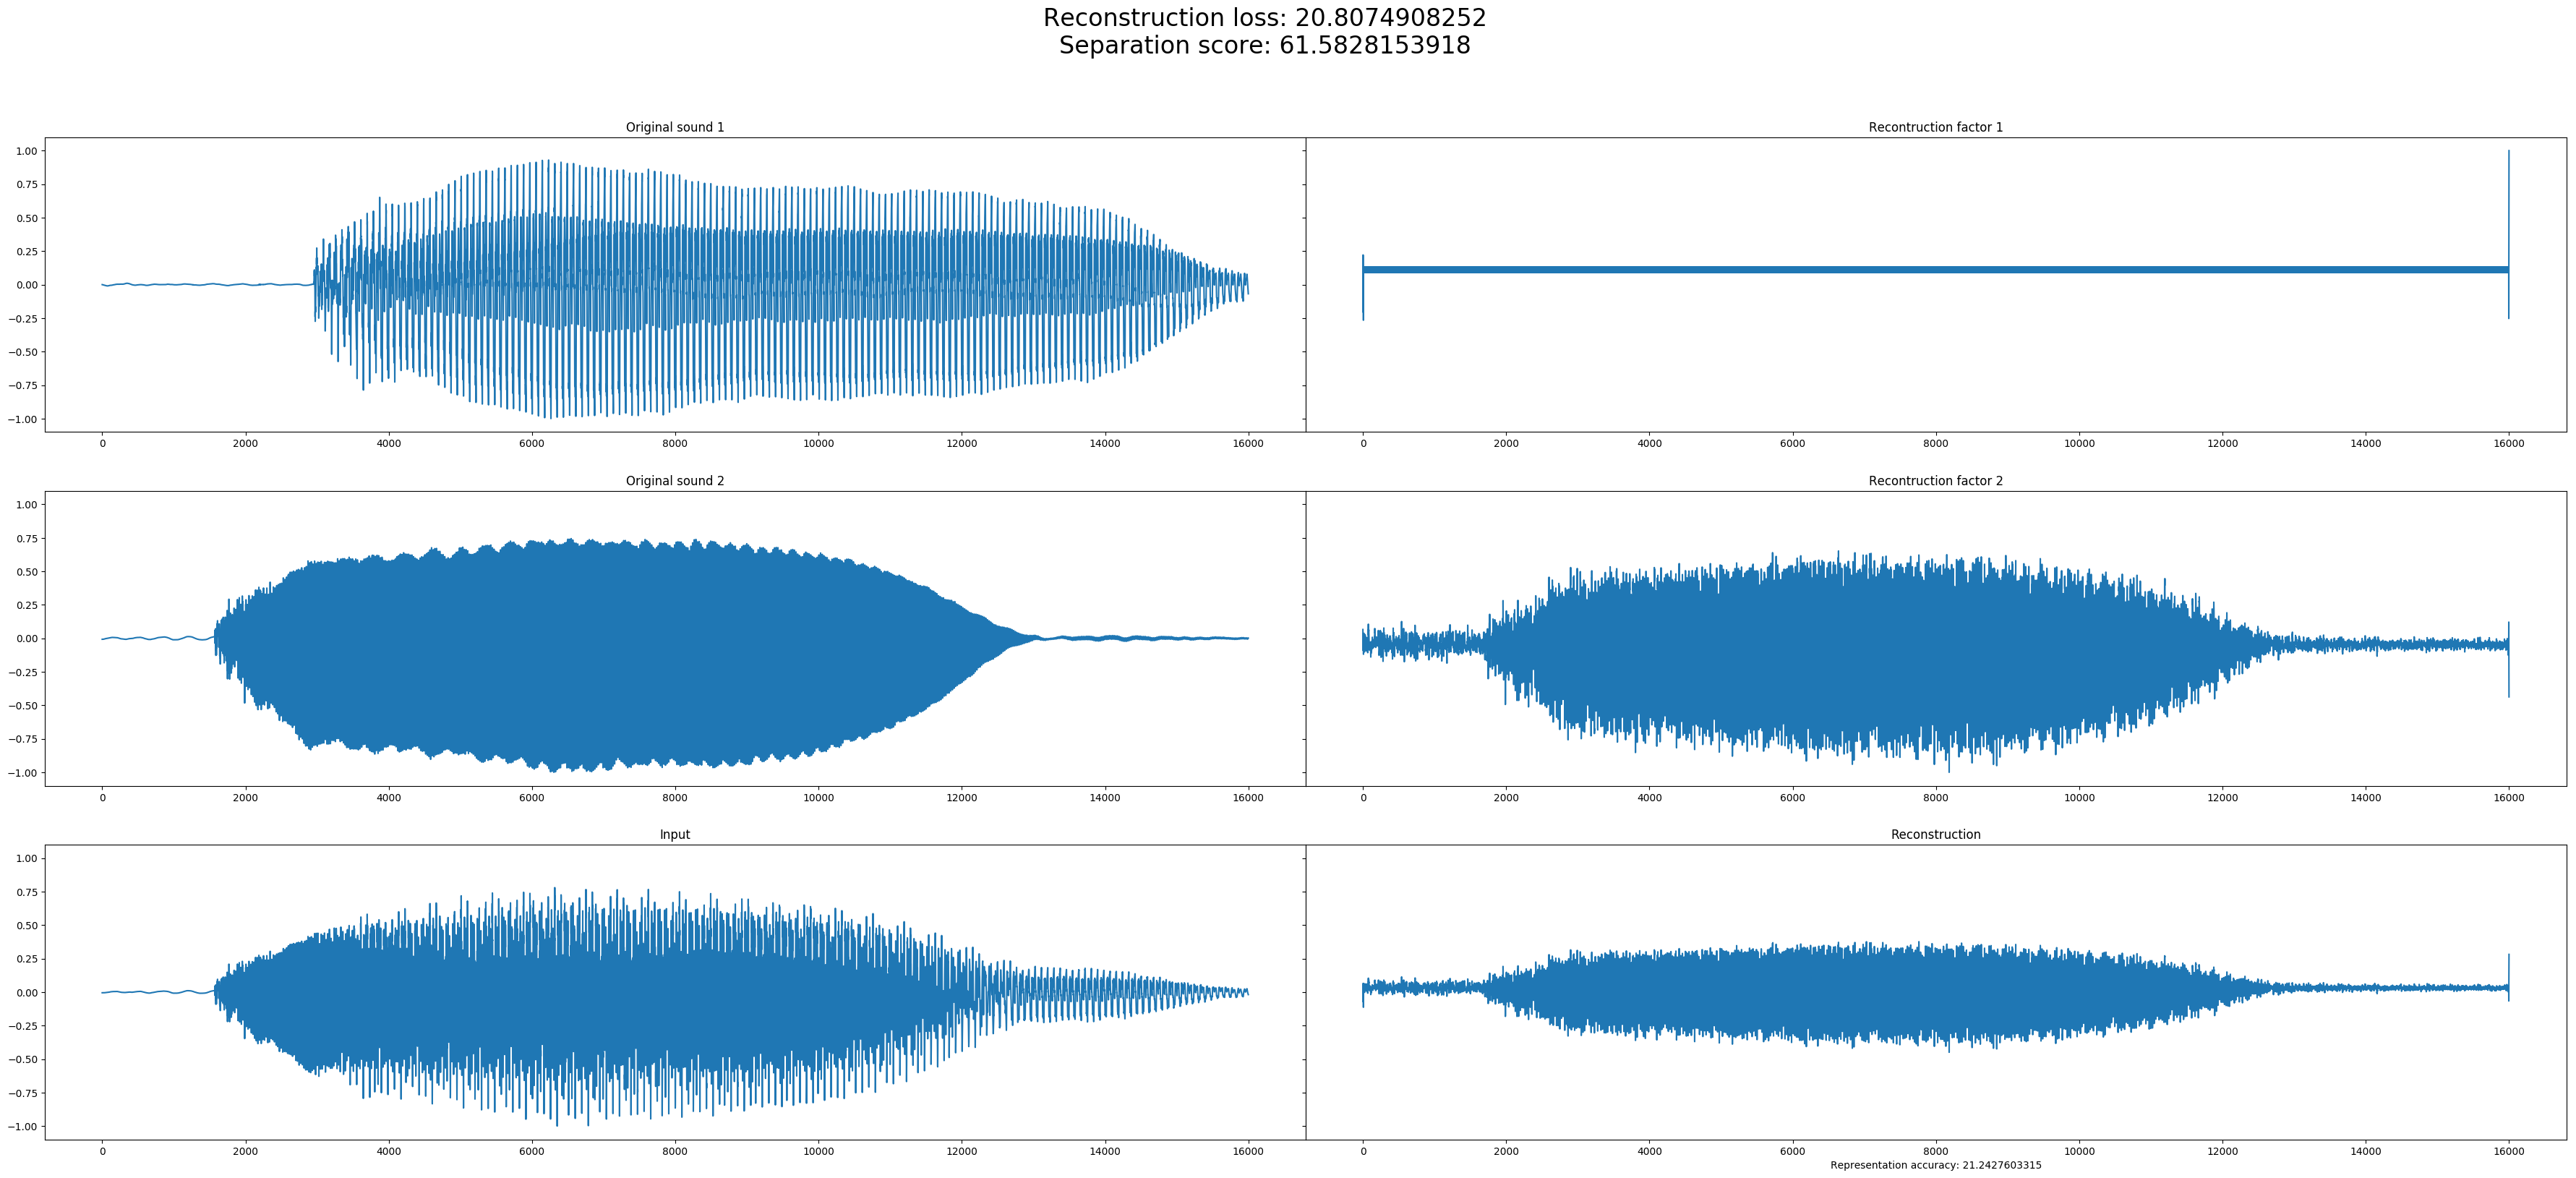 Reconstruction loss: 20.8074908252
Separation score: 61.5828153918
Original sound 1
Recontruction factor 1
1.00
0.75
0.50
0.25
0.00
−0.25
−0.50
−0.75
−1.00
0 2000 4000 6000 8000 10000 12000 14000 16000
0 2000 4000 6000 8000 10000 12000 14000 16000
Original sound 2
Recontruction factor 2
1.00
0.75
0.50
0.25
0.00
−0.25
−0.50
−0.75
−1.00
0 2000 4000 6000 8000 10000 12000 14000 16000
0 2000 4000 6000 8000 10000 12000 14000 16000
Input
Reconstruction
1.00
0.75
0.50
0.25
0.00
−0.25
−0.50
−0.75
−1.00
0 2000 4000 6000 8000 10000 12000 14000 16000
0 2000 4000 6000 8000 10000 12000 14000 16000
Representation accuracy: 21.2427603315